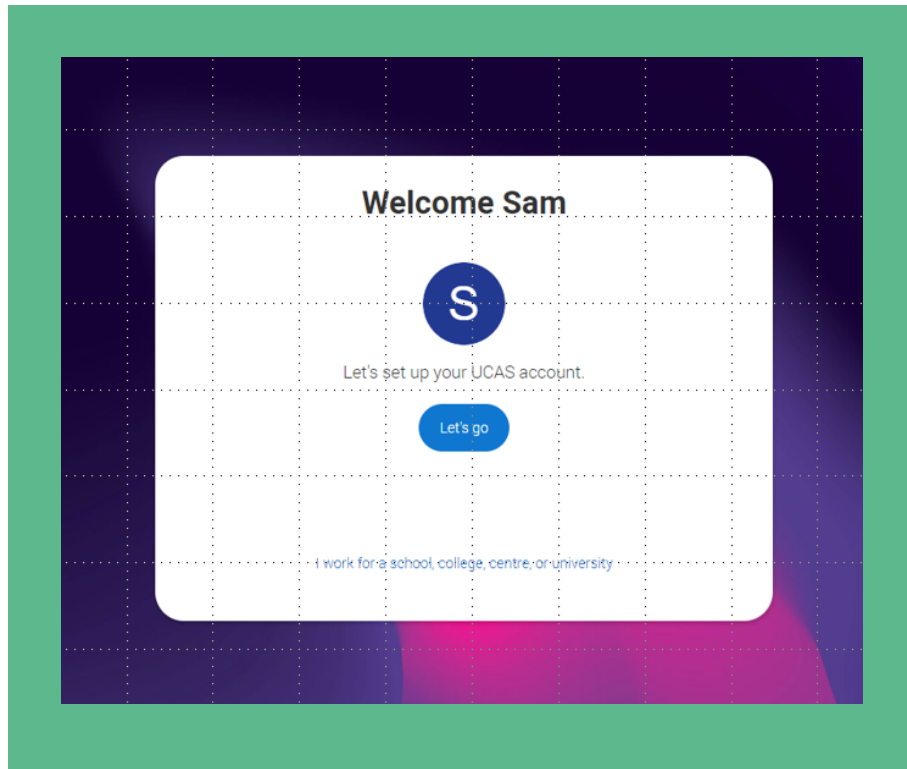 Welcome Sam
S
Let's set up your UCAS account.
Let's go
I work for a school, college, centre, or university